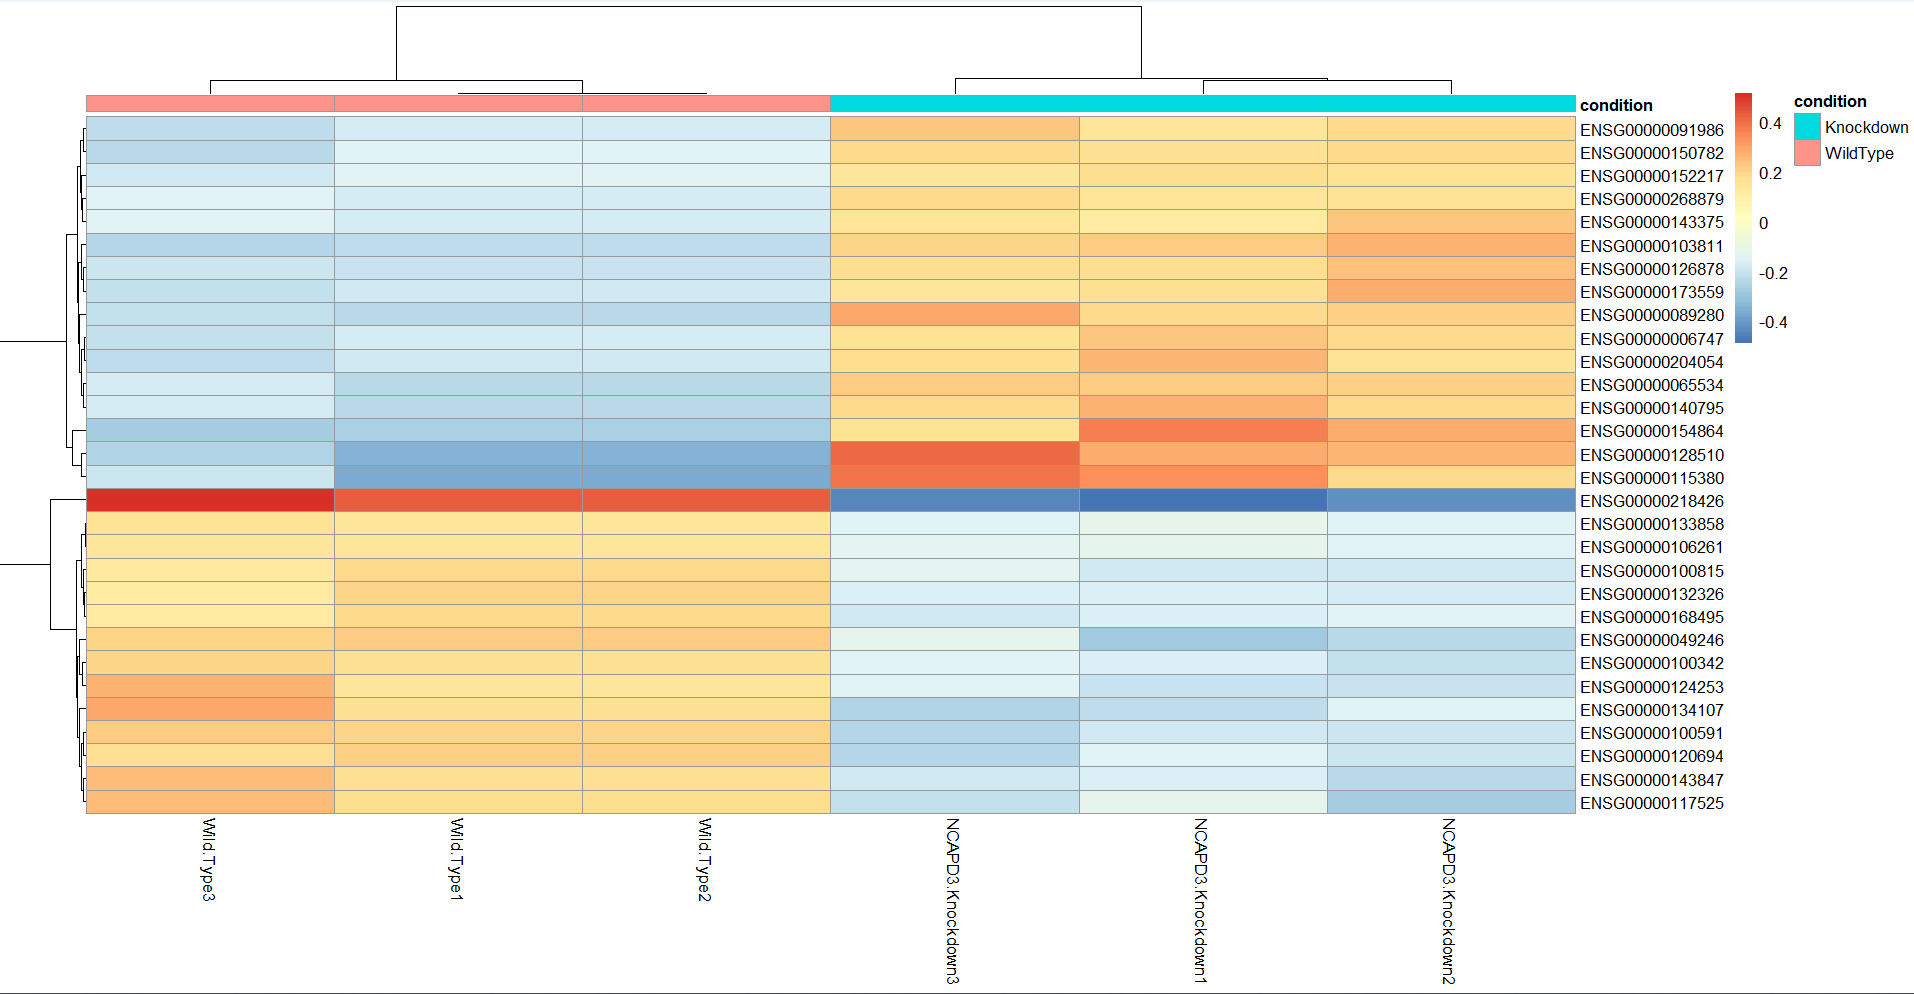 condition
ENSG00000091986
ENSG00000150782
ENSG00000152217
ENSG00000268879
ENSG00000143375
ENSG00000103811
ENSG00000126878
ENSG00000173559
ENSG00000089280
ENSG00000006747
ENSG00000204054
ENSG00000065534
ENSG00000140795
ENSG00000154864
ENSG00000128510
ENSG00000115380
ENSG00000218426
ENSG00000133858
ENSG00000106261
ENSG00000100815
ENSG00000132326
ENSG00000168495
ENSG00000049246
ENSG00000100342
ENSG00000124253
ENSG00000134107
ENSG00000100591
ENSG00000120694
ENSG00000143847
ENSG00000117525
0.4
0.2
0
-0.2
-0.4
condition
Knockdown
WildType
Wild.Type3
Wild.Type1
Wild.Type2
NCAPD3.Knockdown3
NCAPD3.Knockdown1
NCAPD3.Knockdown2